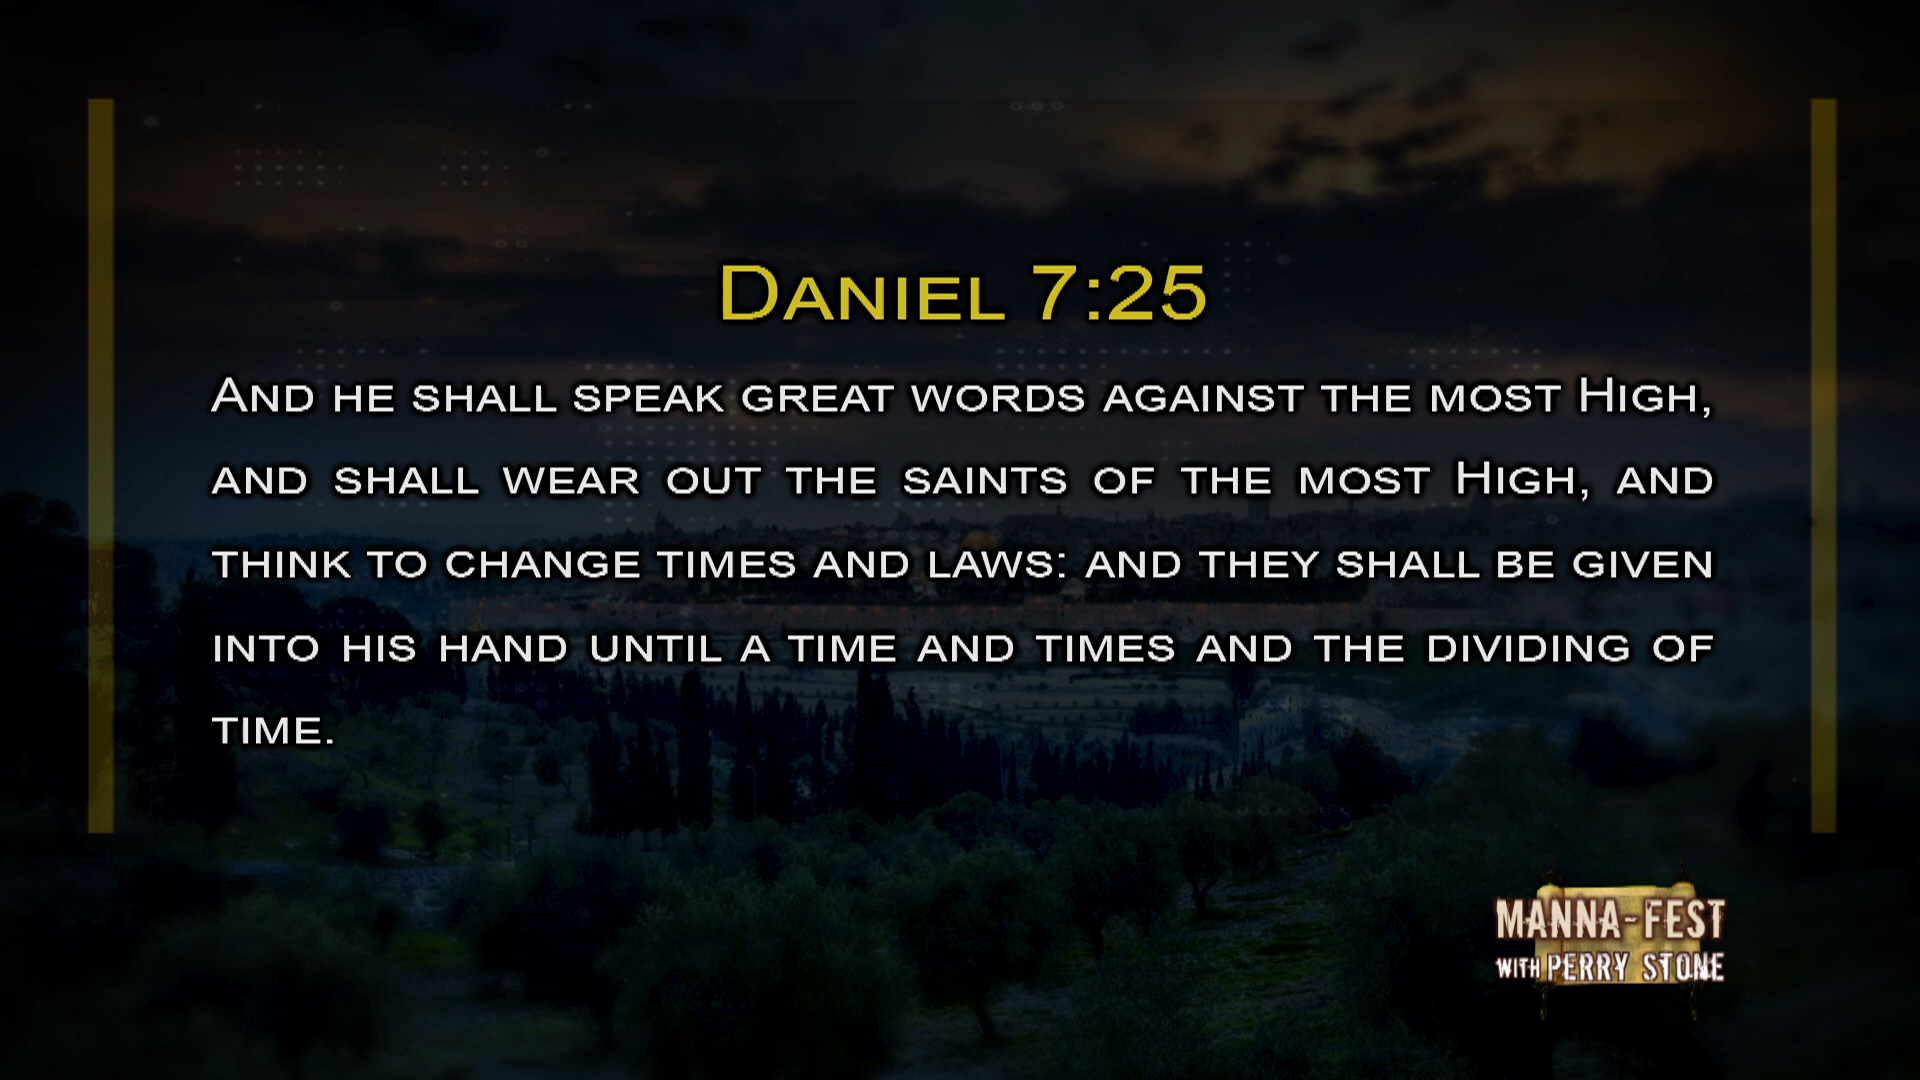 Daniel 7:25
And he shall speak great words against the most High,
and shall wear out the saints of the most High, and
think to change times and laws: and they shall be given
into his hand until a time and times and the dividing of
time.
MANNA-FEST
WITH PERRY STONE